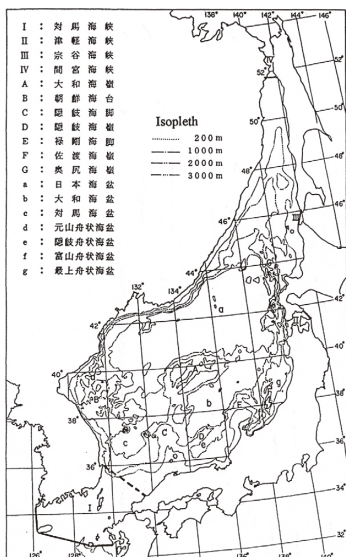 I : 対馬海峡
II : 津軽海峡
III : 宗谷海峡
IV : 間宮海峡
A : 大和海嶺
B : 朝鮮海台
C : 隠岐海脚
D : 隠岐海嶺
E : 禄剛海脚
F : 佐渡海嶺
G : 奥尻海嶺
a : 日本海盆
b : 大和海盆
c : 対馬海盆
d : 元山舟状海盆
e : 隠岐舟状海盆
f : 富山舟状海盆
g : 最上舟状海盆
Isopleth
200 m
1000 m
2000 m
3000 m
136° 140° 142° 144° 146°
52°
50°
48°
46°
44°
42°
132° 134°
40°
38°
36°
a
b
c
C
I
126° 128°
36°
34°
32°